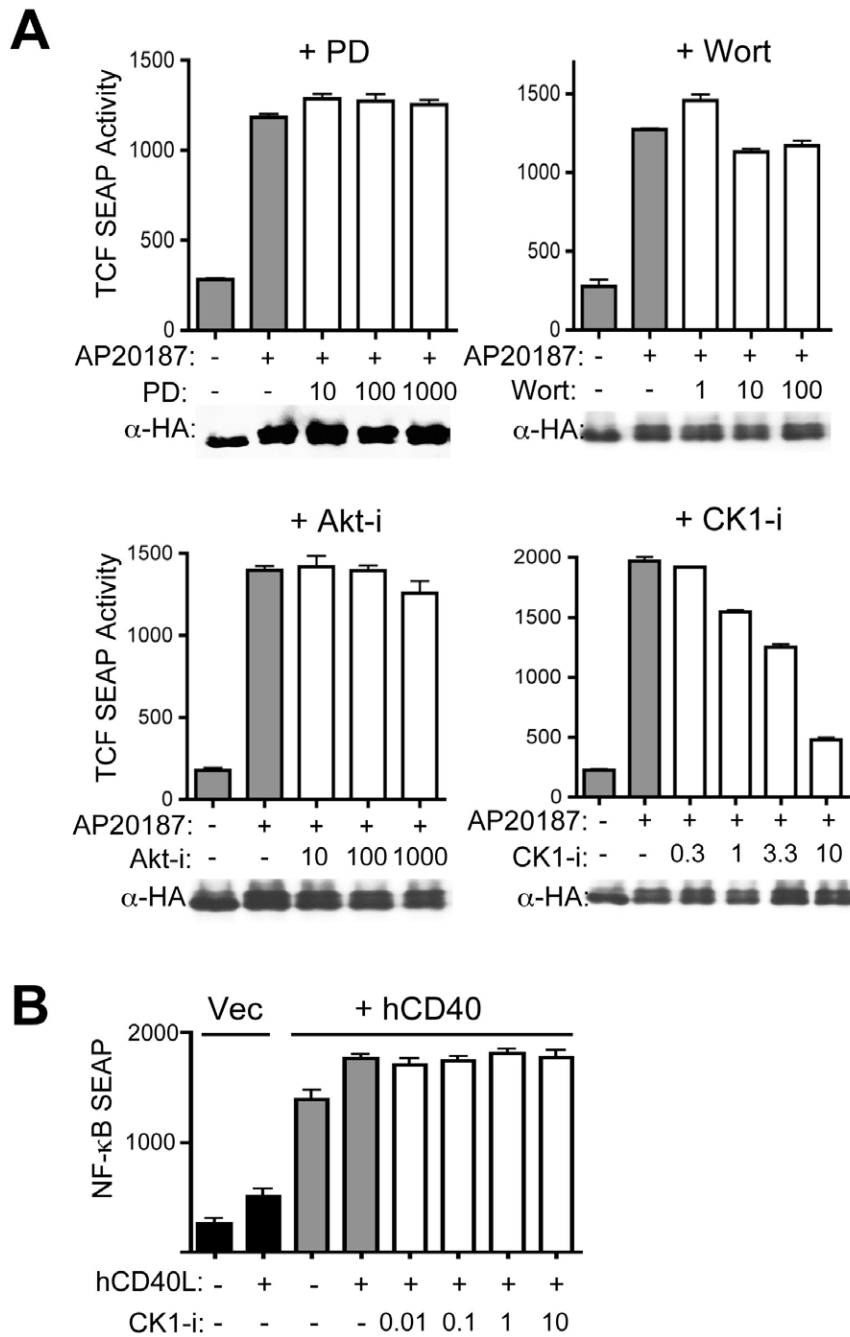 A
+ PD
+ Wort
TCF SEAP Activity
1500
1000
500
0
1500
1000
500
0
AP20187: - + + + +
PD: - - 10 100 1000
α-HA:
AP20187: - + + + +
Wort: - - 1 10 100
α-HA:
+ Akt-i
+ CK1-i
TCF SEAP Activity
1500
1000
500
0
2000
1500
1000
500
0
AP20187: - + + + +
Akt-i: - - 10 100 1000
α-HA
AP20187: - + + + + +
CK1-i: - - 0.3 1 3.3 10
α-HA:
B
Vec
+ hCD40
NF-κB SEAP
2000
1000
hCD40L: - + - + + + + +
CK1-i: - - - - 0.01 0.1 1 10